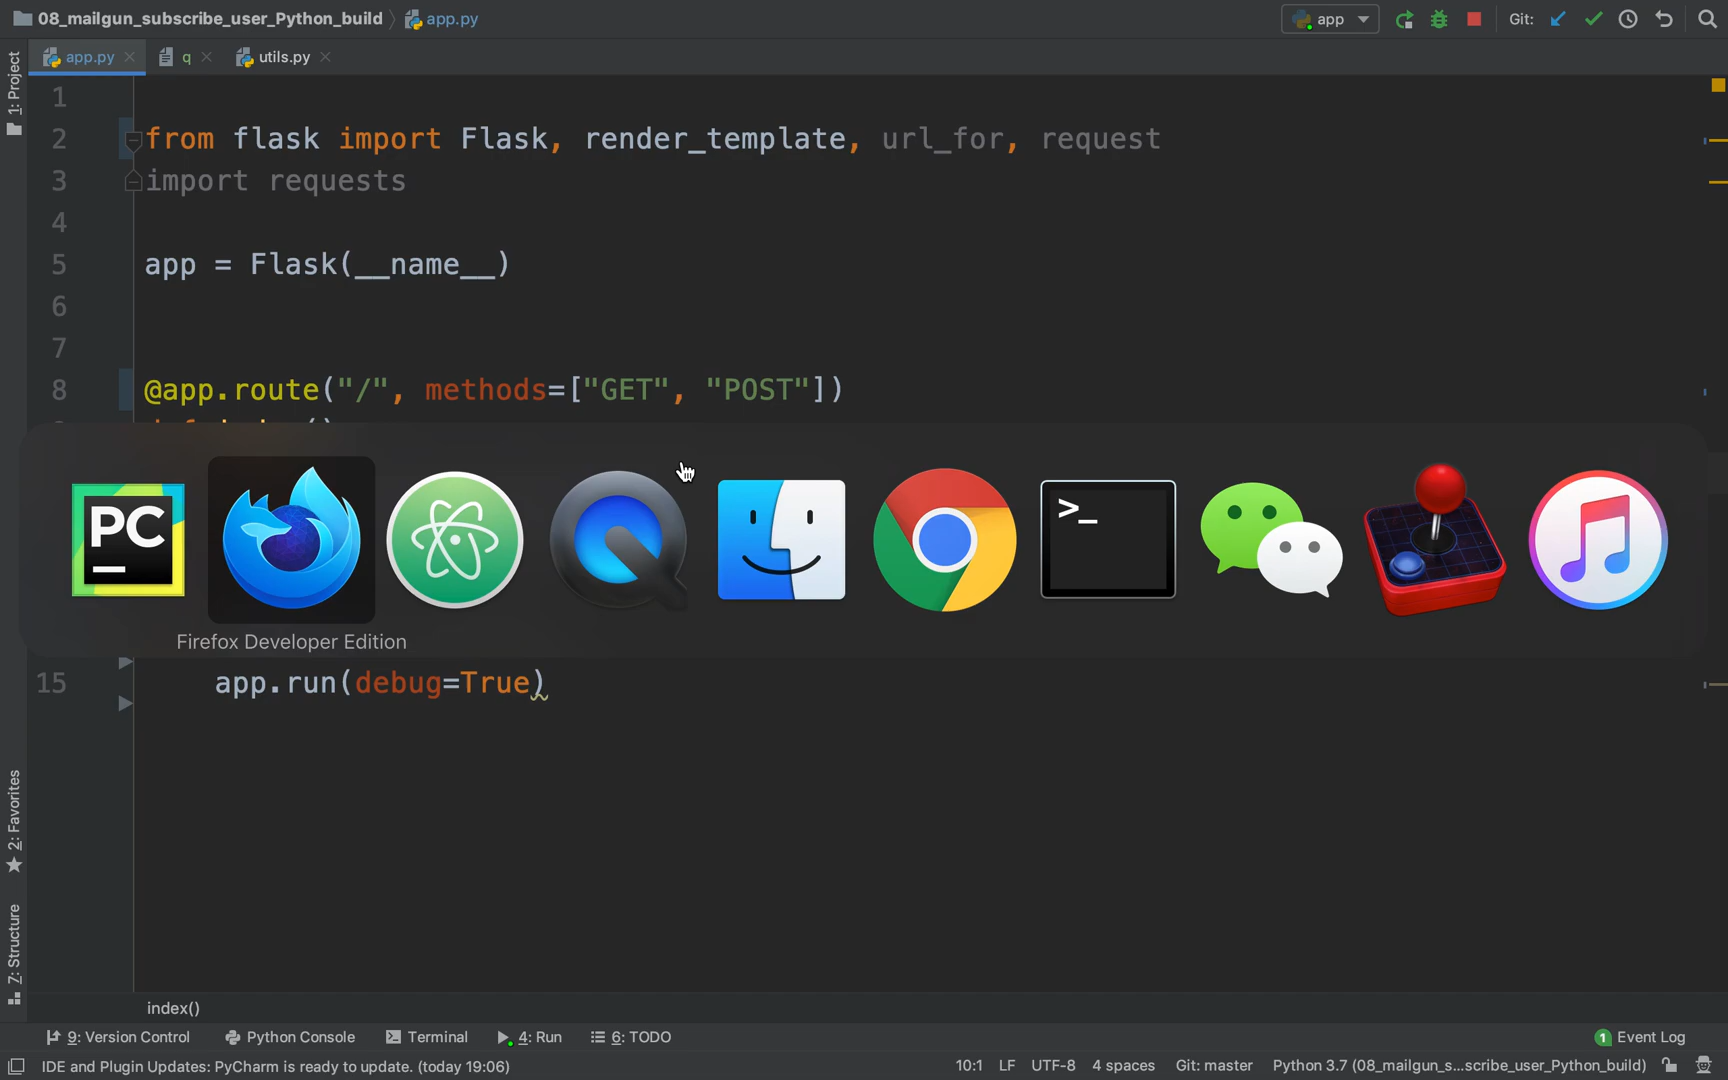 08_mailgun_subscribe_user_Python_build
app.py
app
Git:
1: Project
app.py
q
utils.py
1
2 from flask import Flask, render_template, url_for, request
3 import requests
4
5 app = Flask(__name__)
6
7
8 @app.route("/", methods=["GET", "POST"])
PC
>_
Firefox Developer Edition
15 app.run(debug=True)
2: Favorites
Z: Structure
index()
9: Version Control
Python Console
Terminal
4: Run
6: TODO
1 Event Log
IDE and Plugin Updates: PyCharm is ready to update. (today 19:06)
10:1 LF UTF-8 4 spaces Git: master Python 3.7 (08_mailgun_s...scribe_user_Python_build)